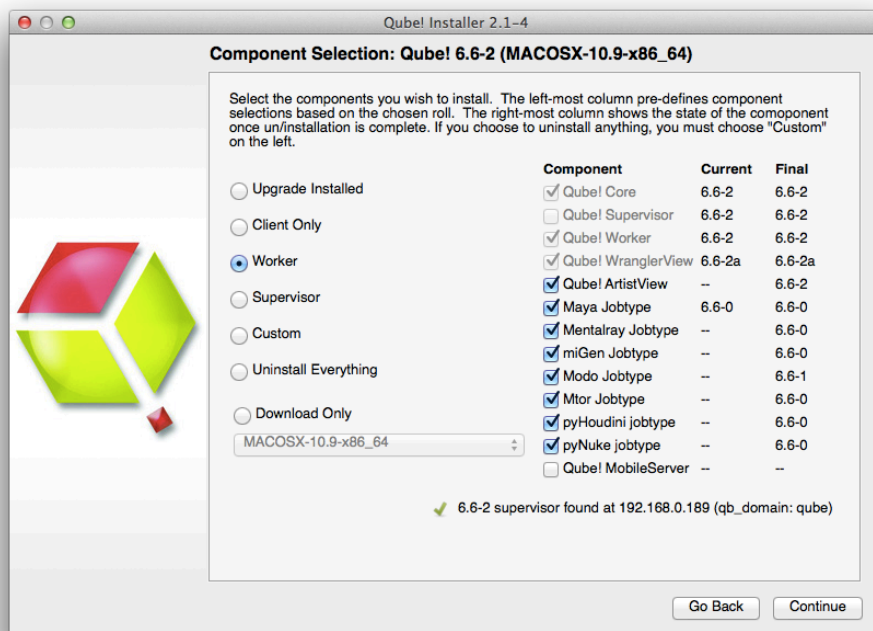 Qube! Installer 2.1-4
Component Selection: Qube! 6.6-2 (MACOSX-10.9-x86_64)
Select the components you wish to install. The left-most column pre-defines component
selections based on the chosen roll. The right-most column shows the state of the comoponent
once un/installation is complete. If you choose to uninstall anything, you must choose "Custom"
on the left.
Upgrade Installed
Client Only
Worker
Supervisor
Custom
Uninstall Everything
Download Only
MACOSX-10.9-x86_64
Component Current Final
Qube! Core 6.6-2 6.6-2
Qube! Supervisor 6.6-2 6.6-2
Qube! Worker 6.6-2 6.6-2
Qube! WranglerView 6.6-2a 6.6-2a
Qube! ArtistView -- 6.6-2
Maya Jobtype 6.6-0 6.6-0
Mentalray Jobtype -- 6.6-0
miGen Jobtype -- 6.6-0
Modo Jobtype -- 6.6-1
Mtor Jobtype -- 6.6-0
pyHoudini jobtype -- 6.6-0
pyNuke jobtype -- 6.6-0
Qube! MobileServer -- --
6.6-2 supervisor found at 192.168.0.189 (qb_domain: qube)
Go Back Continue